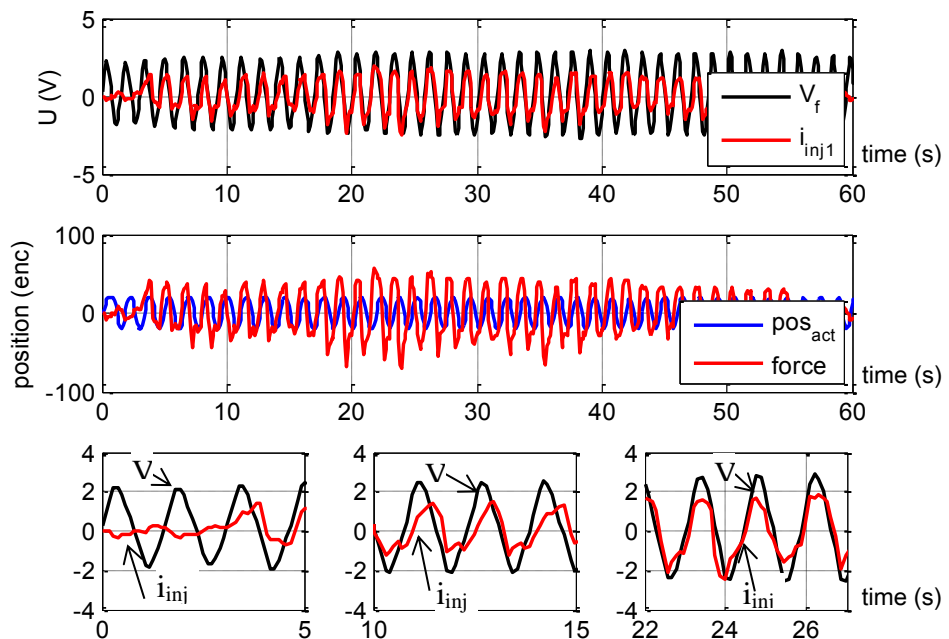 5
0
-5
U (V)
0 10 20 30 40 50 60
time (s)
V_f
i_inj1
100
0
-100
position (enc)
0 10 20 30 40 50 60
time (s)
pos_act
force
4
2
0
-2
-4
0 5
V
i_inj
4
2
0
-2
-4
10 15
V
i_inj
4
2
0
-2
-4
22 24 26
V
i_inj
time (s)